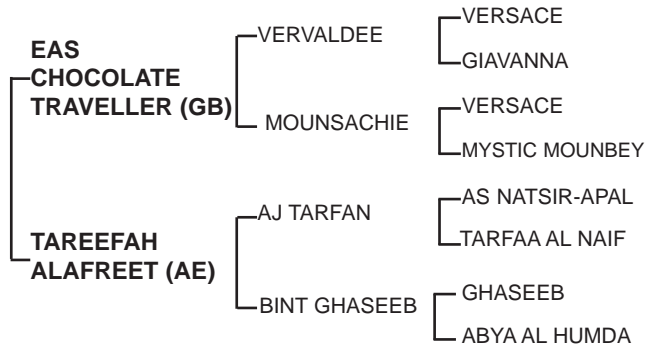 VERSACE
VERVALDEE
EAS
CHOCOLATE
TRAVELLER (GB)
GIAVANNA
VERSACE
MOUNSACHIE
MYSTIC MOUNBEY
AS NATSIR-APAL
AJ TARFAN
TARFAA AL NAIF
TAREEFAH
ALAFREET (AE)
GHASEEB
BINT GHASEEB
ABYA AL HUMDA